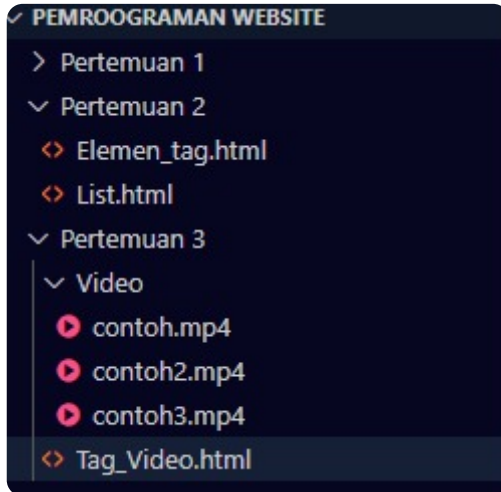 PEMROOGRAMAN WEBSITE
Pertemuan 1
Pertemuan 2
Elemen_tag.html
List.html
Pertemuan 3
Video
contoh.mp4
contoh2.mp4
contoh3.mp4
Tag_Video.html